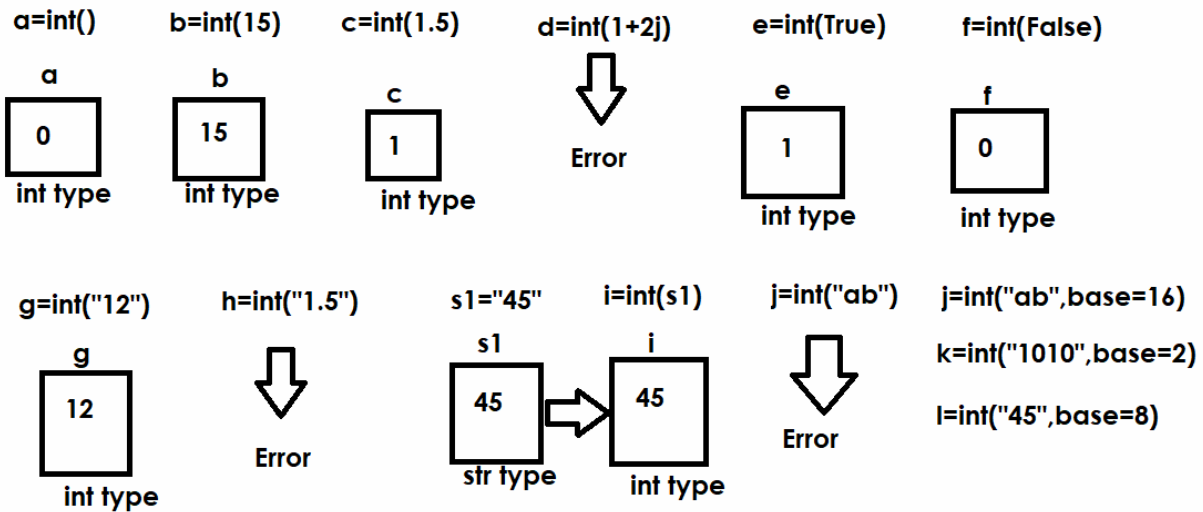 a=int() b=int(15) c=int(1.5) d=int(1+2j) e=int(True) f=int(False)
a b c e f
0 15 1 Error 1 0
int type int type int type int type int type
g=int("12") h=int("1.5") s1="45" i=int(s1) j=int("ab") j=int("ab",base=16)
g s1 i k=int("1010",base=2)
12 45 45 l=int("45",base=8)
Error Error
int type str type int type